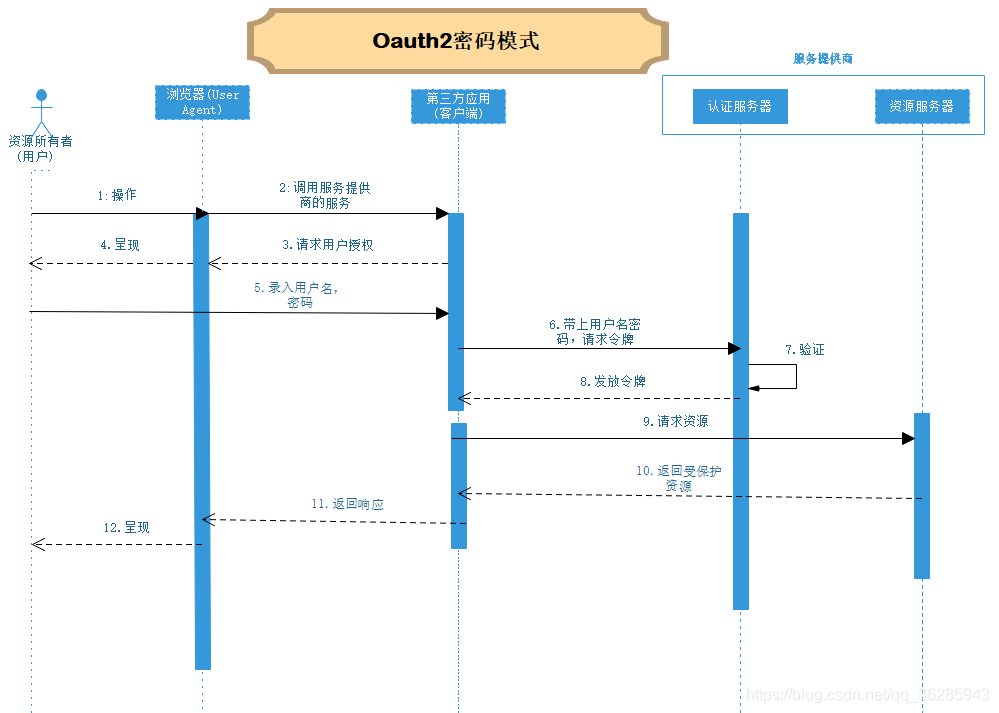 Oauth2密码模式
服务提供商
浏览器(User
Agent)
第三方应用
(客户端)
认证服务器
资源服务器
资源所有者
(用户)
1:操作
2:调用服务提供
商的服务
4.呈现
3.请求用户授权
5.录入用户名,
密码
6.带上用户名密
码,请求令牌
7.验证
8.发放令牌
9.请求资源
10.返回受保护
资源
11.返回响应
12.呈现
https://blog.csdn.net/qq_36285943